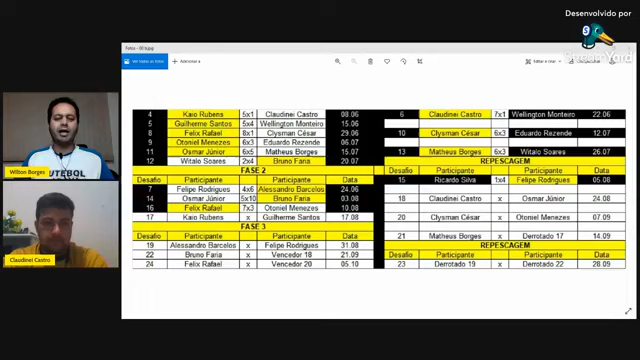 Desenvolvido por
StreamYard
Fotos - 00 b.jpg
Ver todas as fotos
Adicionar a
Editar e criar
Compartilhar
4 Kaio Rubens 5x1 Claudinei Castro 08.06
5 Guilherme Santos 5x4 Wellington Monteiro 15.06
8 Felix Rafael 8x1 Clysman César 29.06
9 Otoniel Menezes 6x3 Eduardo Rezende 06.07
11 Osmar Júnior 6x5 Matheus Borges 15.07
12 Witalo Soares 2x4 Bruno Faria 20.07
FASE 2
Desafio Participante Participante Data
7 Felipe Rodrigues 4x6 Alessandro Barcelos 24.06
14 Osmar Júnior 5x10 Bruno Faria 03.08
16 Felix Rafael 7x3 Otoniel Menezes 10.08
17 Kaio Rubens x Guilherme Santos 17.08
FASE 3
Desafio Participante Participante Data
19 Alessandro Barcelos x Felipe Rodrigues 31.08
22 Bruno Faria x Vencedor 18 21.09
24 Felix Rafael x Vencedor 20 05.10
6 Claudinei Castro 7x1 Wellington Monteiro 22.06
10 Clysman César 6x3 Eduardo Rezende 12.07
13 Matheus Borges 6x3 Witalo Soares 26.07
REPESCAGEM
Desafio Participante Participante Data
15 Ricardo Silva 1x4 Felipe Rodrigues 05.08
18 Claudinei Castro x Osmar Júnior 24.08
20 Clysman César x Otoniel Menezes 07.09
21 Matheus Borges x Derrotado 17 14.09
REPESCAGEM
Desafio Participante Participante Data
23 Derrotado 19 x Derrotado 22 28.09
Wilton Borges
Claudinei Castro